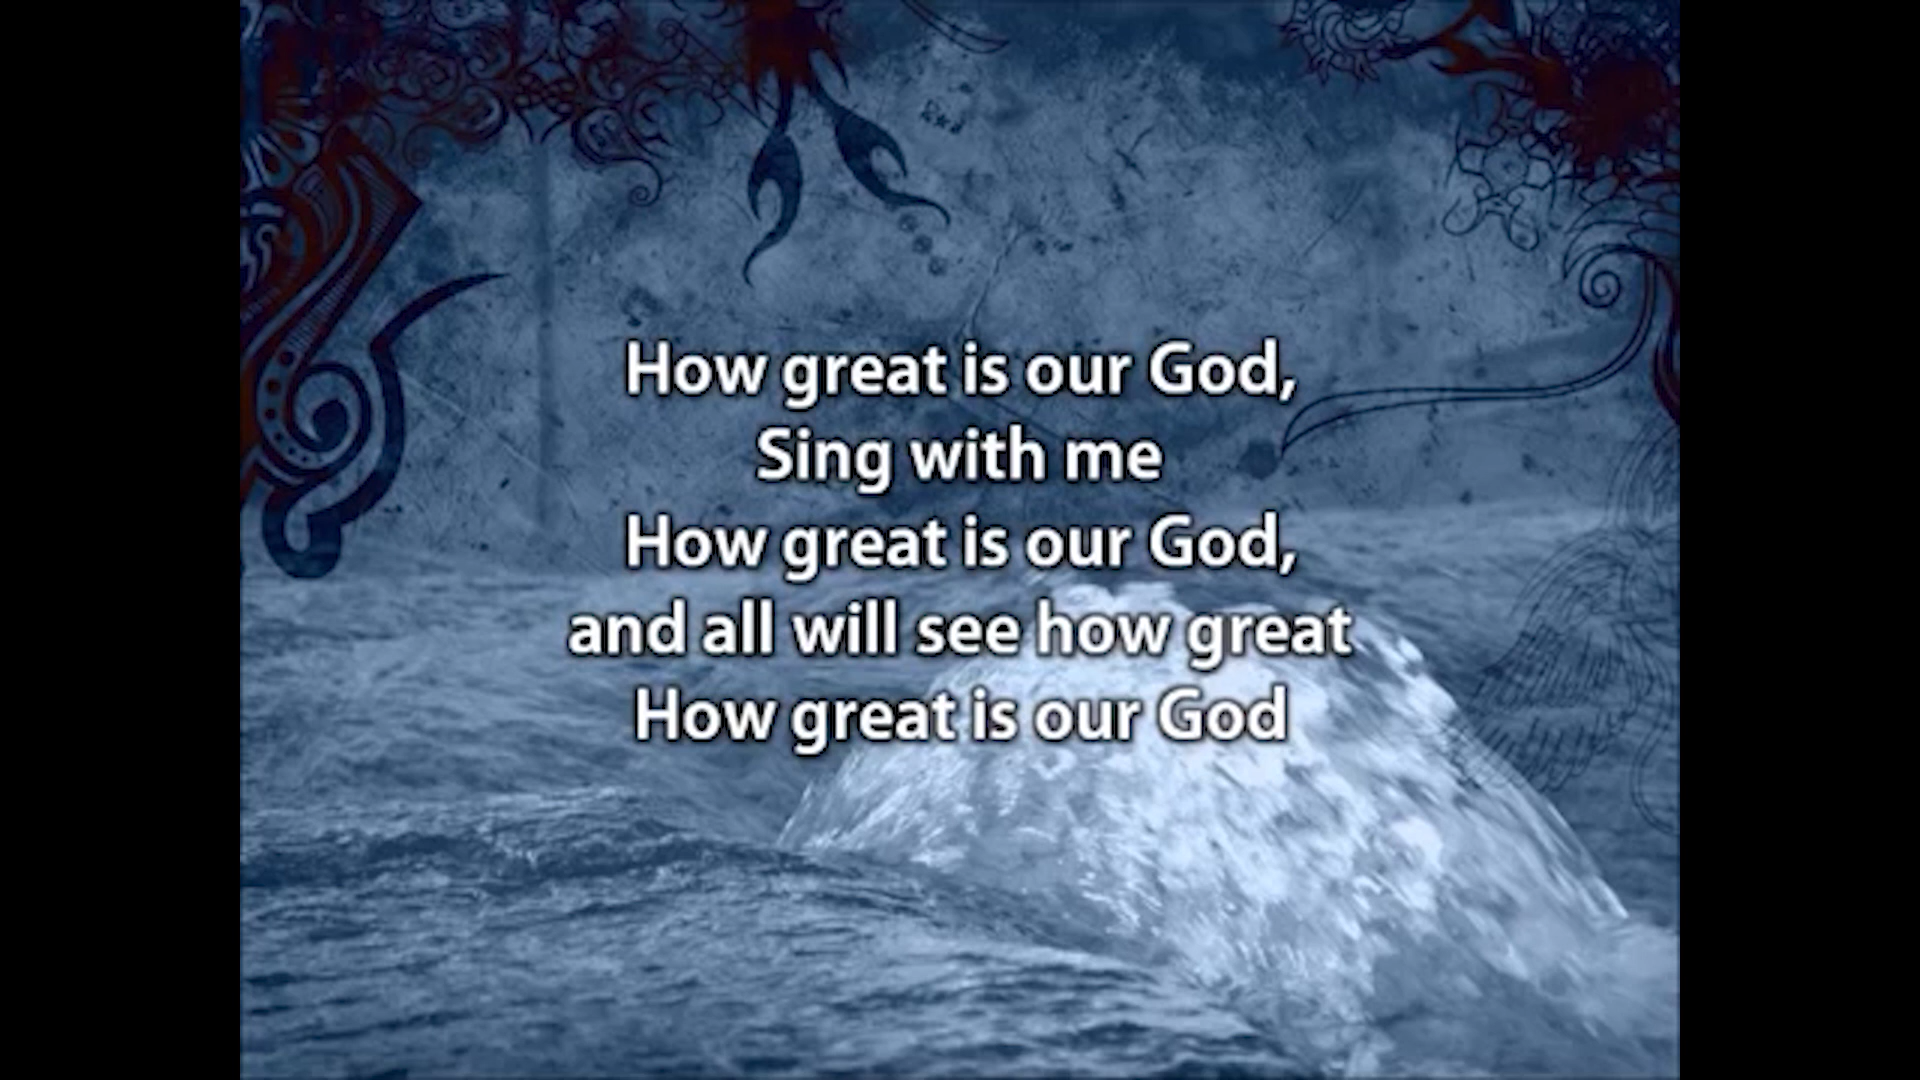 How great is our God,
Sing with me
How great is our God,
and all will see how great
How great is our God